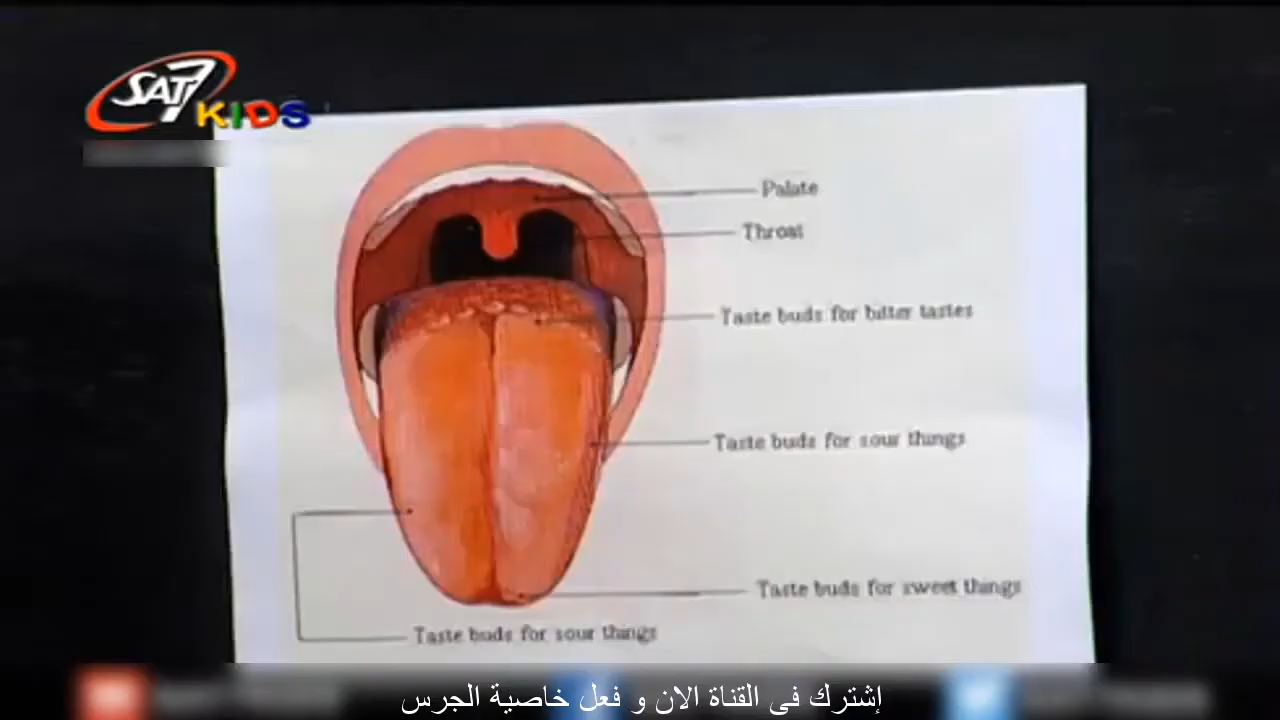 SAT7
KIDS
Palate
Throat
Taste buds for bitter tastes
Taste buds for sour things
Taste buds for sweet things
Taste buds for sour things
إشترك فى القناة الان و فعل خاصية الجرس